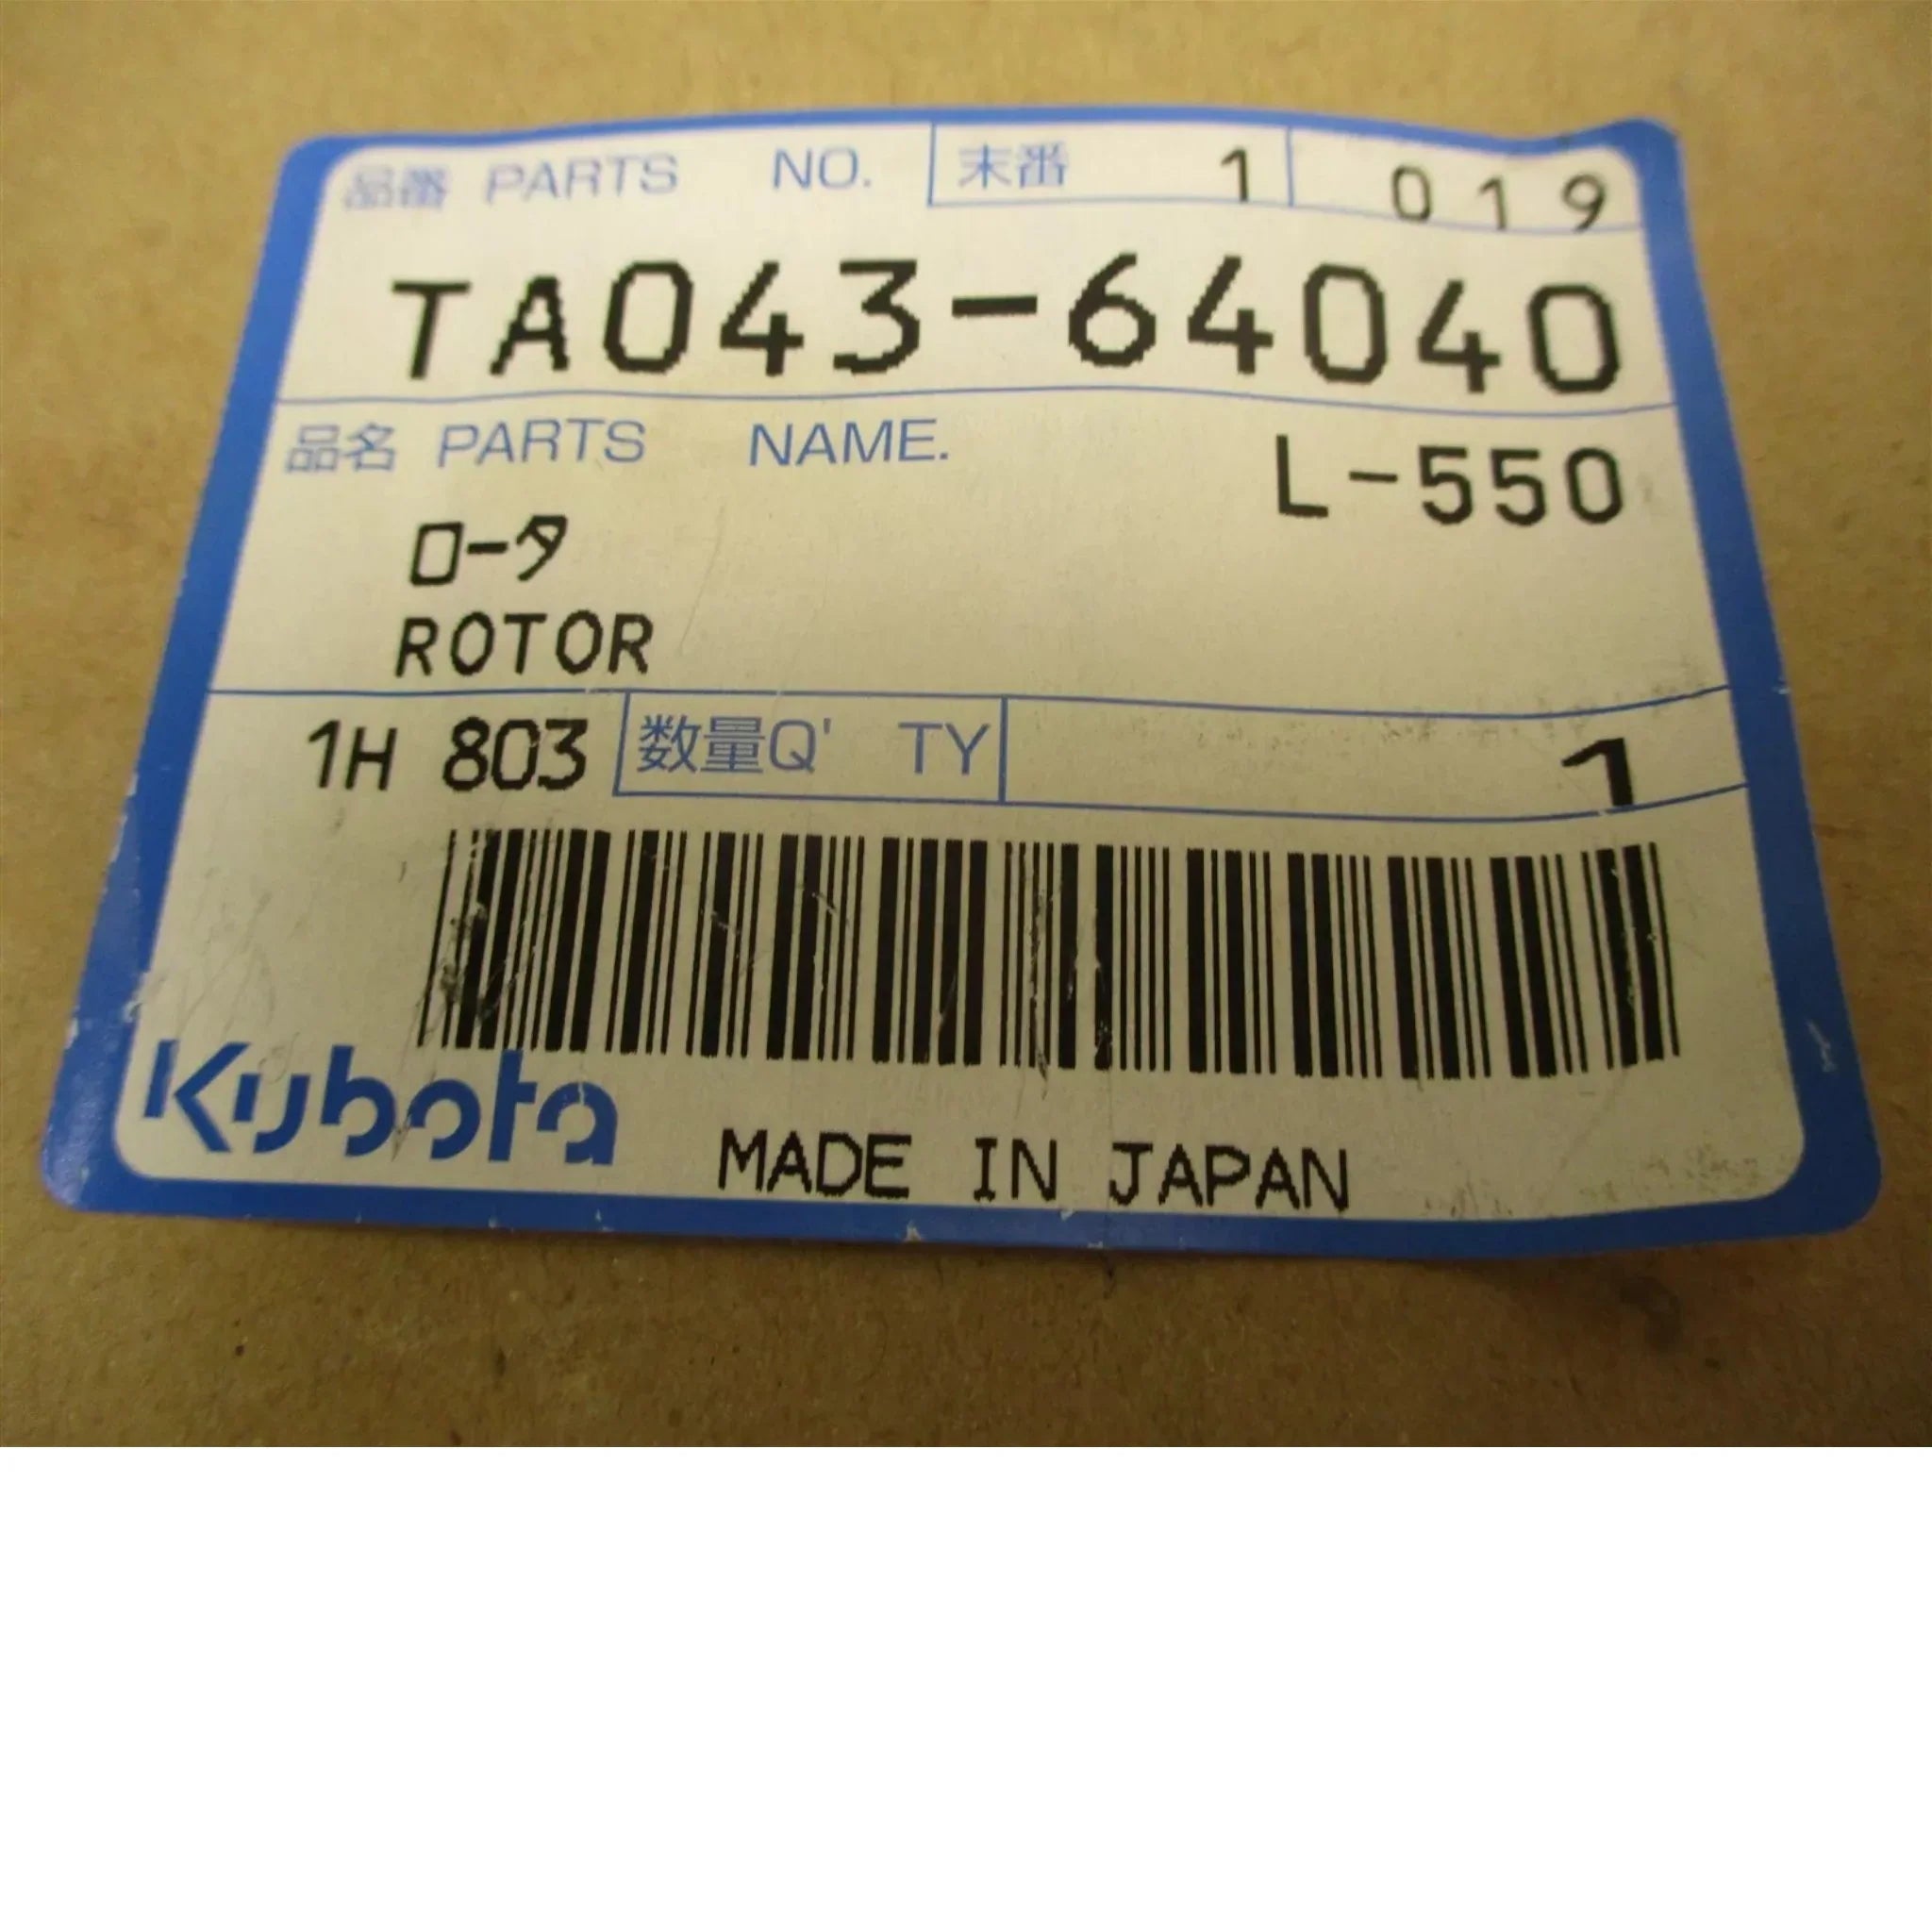 品番 PARTS NO. 末番 1 019
TA043-64040
品名 PARTS NAME. L-550
ロータ
ROTOR
1H 803 数量Q'TY 1
Kubota
MADE IN JAPAN